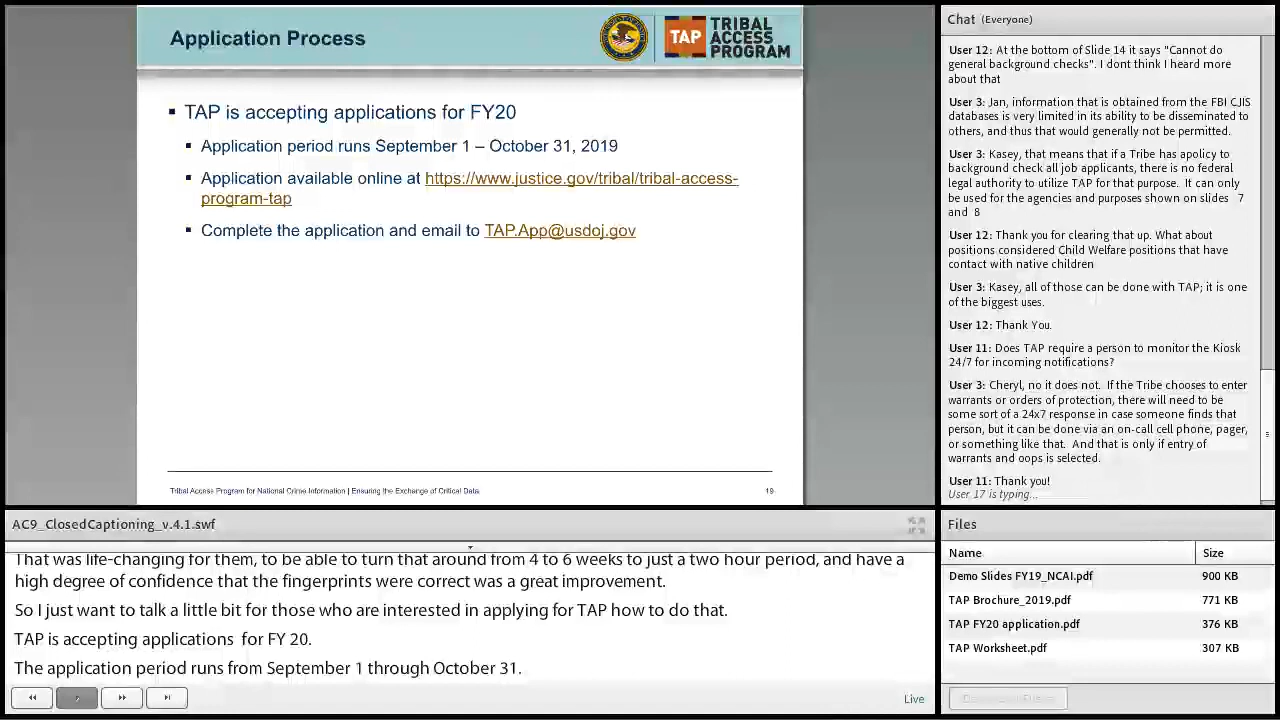 Application Process
TAP
TRIBAL
ACCESS
PROGRAM
▪ TAP is accepting applications for FY20
▪ Application period runs September 1 – October 31, 2019
▪ Application available online at https://www.justice.gov/tribal/tribal-access-
program-tap
▪ Complete the application and email to TAP.App@usdoj.gov
Tribal Access Program for National Crime Information | Ensuring the Exchange of Critical Data
19
Chat (Everyone)
User 12: At the bottom of Slide 14 it says "Cannot do
general background checks". I dont think I heard more
about that
User 3: Jan, information that is obtained from the FBI CJIS
databases is very limited in its ability to be disseminated to
others, and thus that would generally not be permitted.
User 3: Kasey, that means that if a Tribe has apolicy to
background check all job applicants, there is no federal
legal authority to utilize TAP for that purpose. It can only
be used for the agencies and purposes shown on slides 7
and 8
User 12: Thank you for clearing that up. What about
positions considered Child Welfare positions that have
contact with native children
User 3: Kasey, all of those can be done with TAP; it is one
of the biggest uses.
User 12: Thank You.
User 11: Does TAP require a person to monitor the Kiosk
24/7 for incoming notifications?
User 3: Cheryl, no it does not. If the Tribe chooses to enter
warrants or orders of protection, there will need to be
some sort of a 24x7 response in case someone finds that
person, but it can be done via an on-call cell phone, pager,
or something like that. And that is only if entry of
warrants and oops is selected.
User 11: Thank you!
User 17 is typing...
AC9_ClosedCaptioning_v.4.1.swf
That was life-changing for them, to be able to turn that around from 4 to 6 weeks to just a two hour period, and have a
high degree of confidence that the fingerprints were correct was a great improvement.
So I just want to talk a little bit for those who are interested in applying for TAP how to do that.
TAP is accepting applications for FY 20.
The application period runs from September 1 through October 31.
Live
Files
Name Size
Demo Slides FY19_NCAI.pdf 900 KB
TAP Brochure_2019.pdf 771 KB
TAP FY20 application.pdf 376 KB
TAP Worksheet.pdf 307 KB